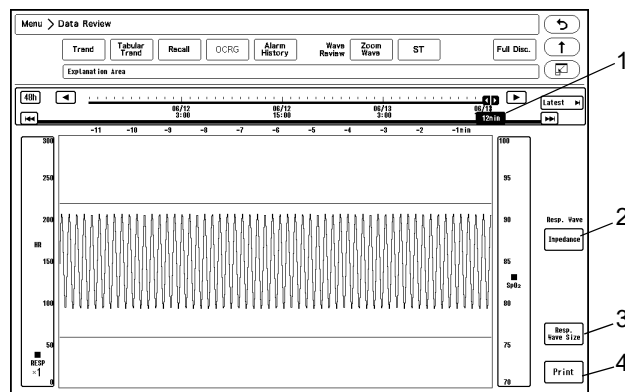 Menu > Data Review
Trend
Tabular Trend
Recall
OCRG
Alarm History
Wave Review
Zoom Wave
ST
Full Disc.
Explanation Area
48h
Latest
06/12 3:00
06/12 15:00
06/13 3:00
06/13
12min
-11 -10 -9 -8 -7 -6 -5 -4 -3 -2 -1min
300
250
200
HR
150
100
50
RESP
×1
0
100
95
90
85
SpO₂
80
75
70
Resp. Wave
Impedance
Resp. Wave Size
Print
1
2
3
4